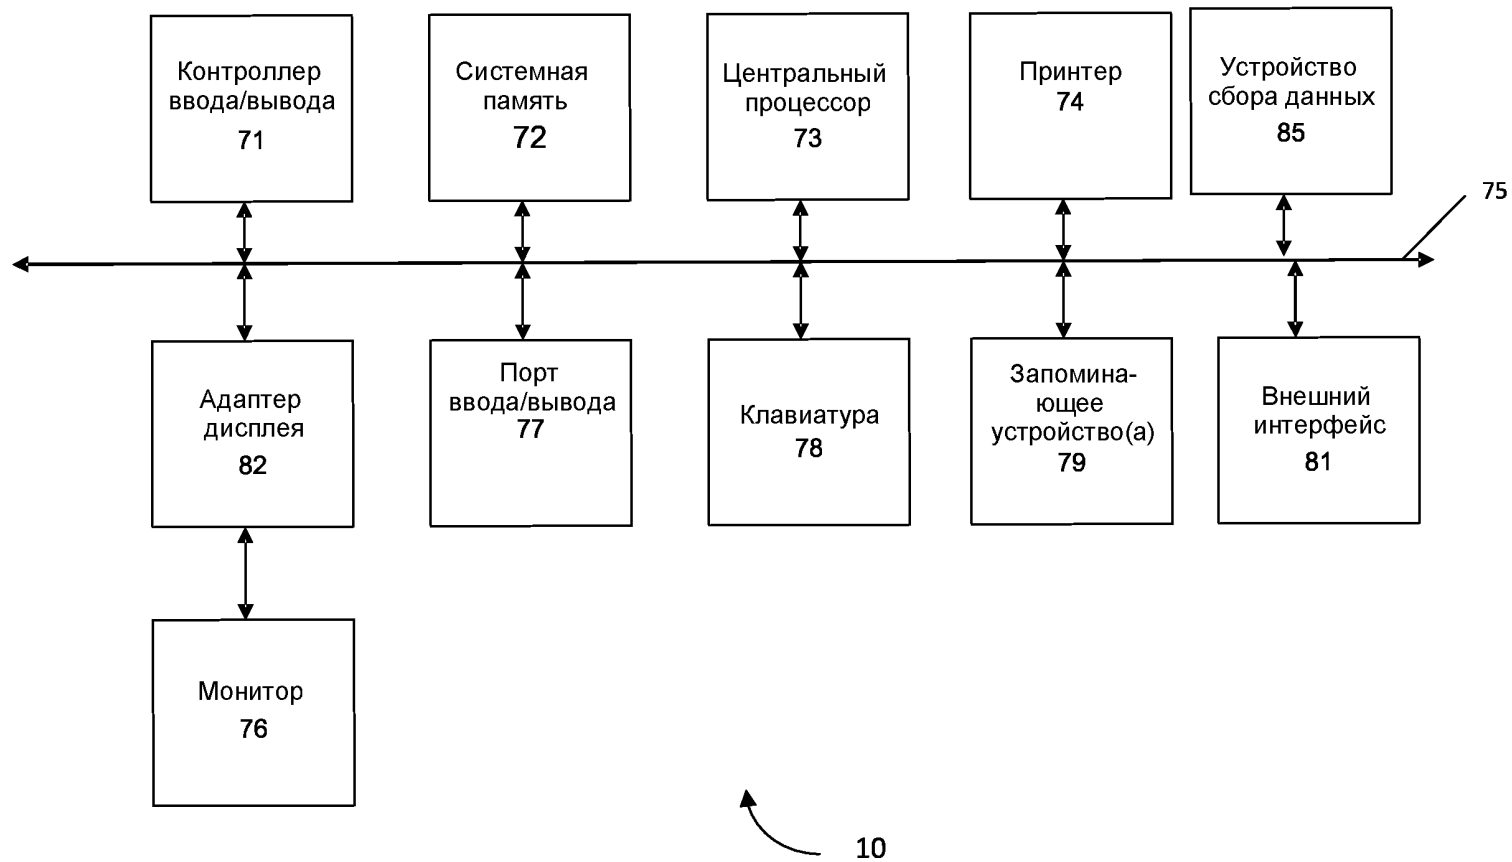 Контроллер
ввода/вывода
71
Системная
память
72
Центральный
процессор
73
Принтер
74
Устройство
сбора данных
85
75
Адаптер
дисплея
82
Порт
ввода/вывода
77
Клавиатура
78
Запомина-
ющее
устройство(а)
79
Внешний
интерфейс
81
Монитор
76
10